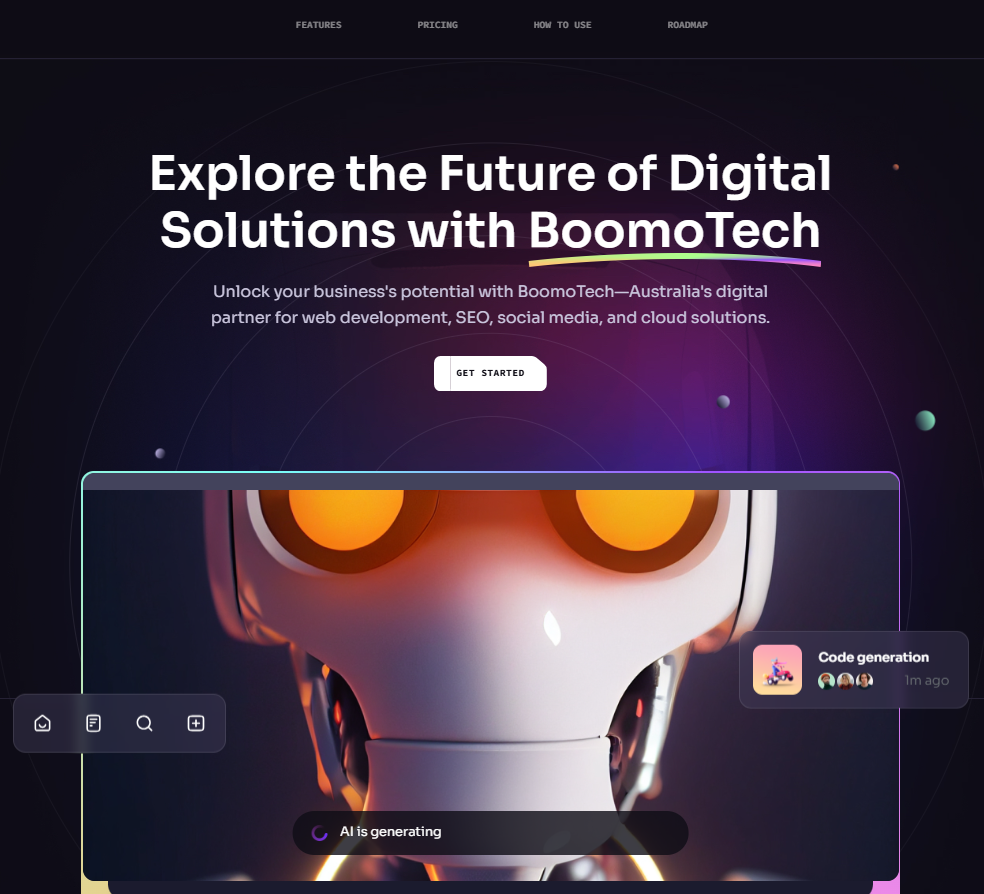 FEATURES PRICING HOW TO USE ROADMAP
Explore the Future of Digital
Solutions with BoomoTech
Unlock your business's potential with BoomoTech—Australia's digital
partner for web development, SEO, social media, and cloud solutions.
GET STARTED
Code generation
1m ago
AI is generating